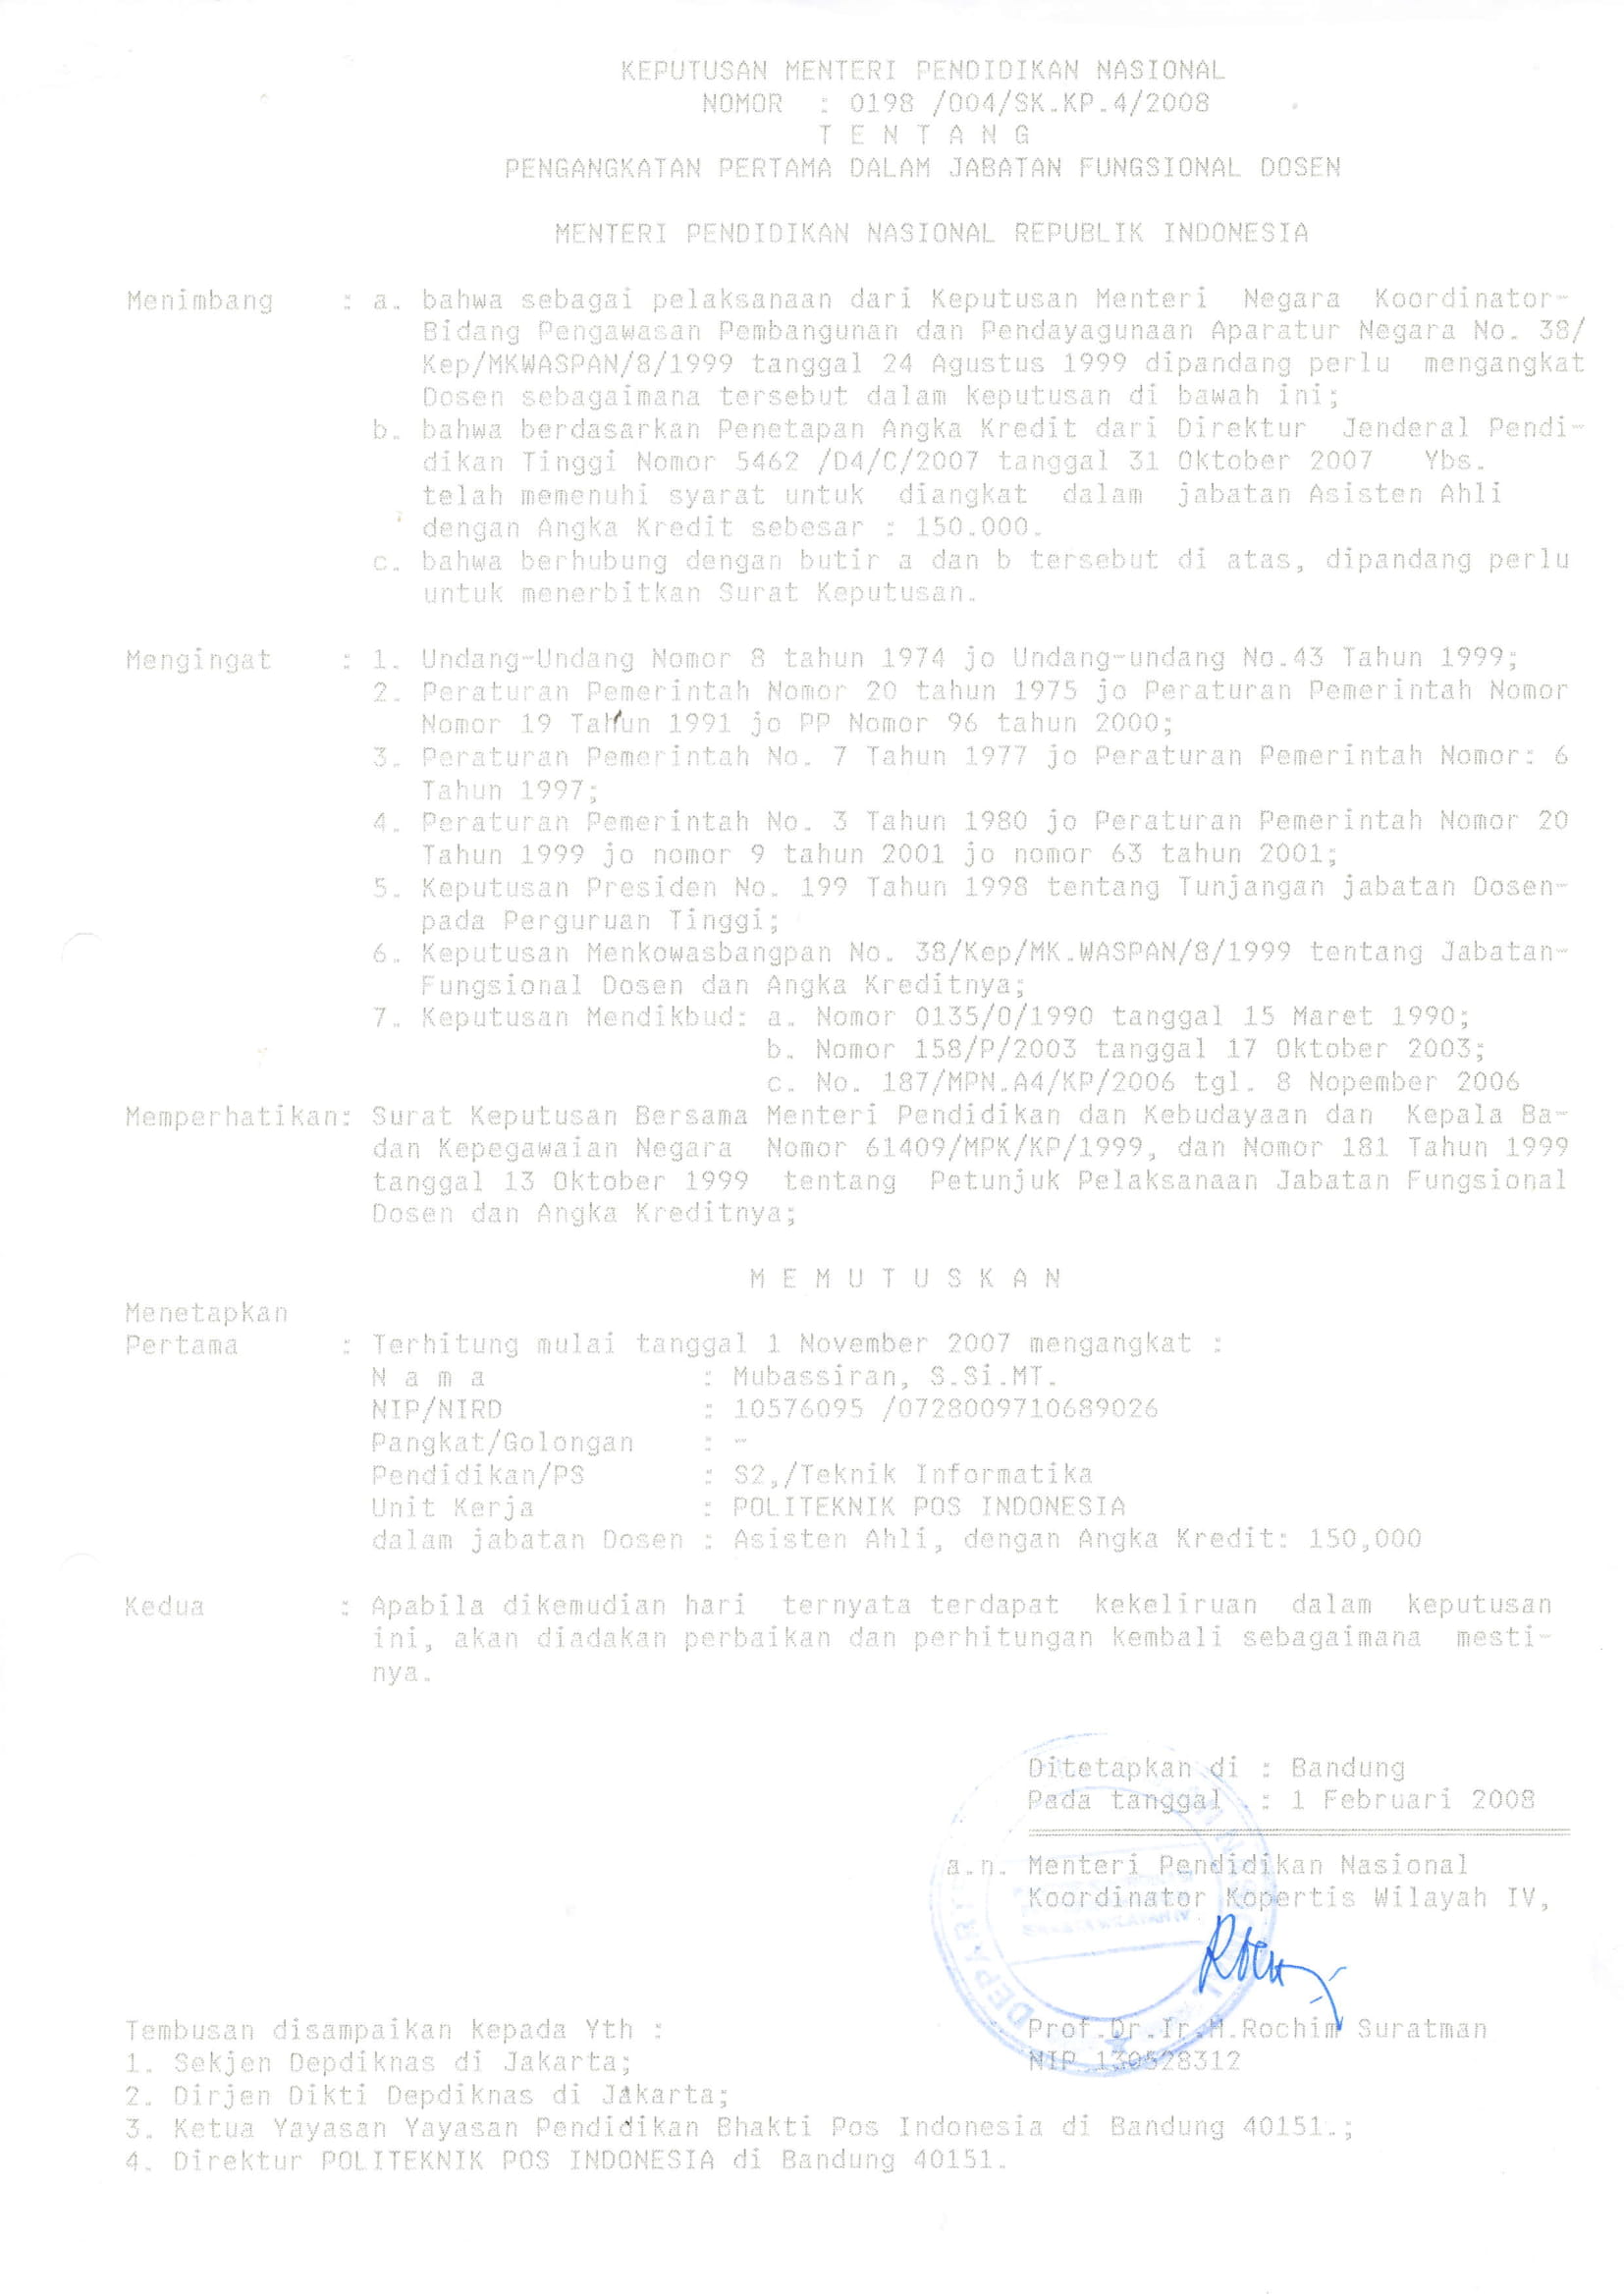 KEPUTUSAN MENTERI PENDIDIKAN NASIONAL
NOMOR : 0198 /004/SK.KP.4/2008
T E N T A N G
PENGANGKATAN PERTAMA DALAM JABATAN FUNGSIONAL DOSEN
MENTERI PENDIDIKAN NASIONAL REPUBLIK INDONESIA
Menimbang : a. bahwa sebagai pelaksanaan dari Keputusan Menteri Negara Koordinator-
Bidang Pengawasan Pembangunan dan Pendayagunaan Aparatur Negara No. 38/
Kep/MKWASPAN/8/1999 tanggal 24 Agustus 1999 dipandang perlu mengangkat
Dosen sebagaimana tersebut dalam keputusan di bawah ini;
b. bahwa berdasarkan Penetapan Angka Kredit dari Direktur Jenderal Pendi-
dikan Tinggi Nomor 5462 /D4/C/2007 tanggal 31 Oktober 2007 Ybs.
telah memenuhi syarat untuk diangkat dalam jabatan Asisten Ahli
dengan Angka Kredit sebesar : 150.000.
c. bahwa berhubung dengan butir a dan b tersebut di atas, dipandang perlu
untuk menerbitkan Surat Keputusan.
Mengingat : 1. Undang-Undang Nomor 8 tahun 1974 jo Undang-undang No.43 Tahun 1999;
2. Peraturan Pemerintah Nomor 20 tahun 1975 jo Peraturan Pemerintah Nomor
Nomor 19 Tahun 1991 jo PP Nomor 96 tahun 2000;
3. Peraturan Pemerintah No. 7 Tahun 1977 jo Peraturan Pemerintah Nomor: 6
Tahun 1997;
4. Peraturan Pemerintah No. 3 Tahun 1980 jo Peraturan Pemerintah Nomor 20
Tahun 1999 jo nomor 9 tahun 2001 jo nomor 63 tahun 2001;
5. Keputusan Presiden No. 199 Tahun 1998 tentang Tunjangan jabatan Dosen-
pada Perguruan Tinggi;
6. Keputusan Menkowasbangpan No. 38/Kep/MK.WASPAN/8/1999 tentang Jabatan-
Fungsional Dosen dan Angka Kreditnya;
7. Keputusan Mendikbud: a. Nomor 0135/0/1990 tanggal 15 Maret 1990;
b. Nomor 158/P/2003 tanggal 17 Oktober 2003;
c. No. 187/MPN.A4/KP/2006 tgl. 8 Nopember 2006
Memperhatikan: Surat Keputusan Bersama Menteri Pendidikan dan Kebudayaan dan Kepala Ba-
dan Kepegawaian Negara Nomor 61409/MPK/KP/1999, dan Nomor 181 Tahun 1999
tanggal 13 Oktober 1999 tentang Petunjuk Pelaksanaan Jabatan Fungsional
Dosen dan Angka Kreditnya;
M E M U T U S K A N
Menetapkan
Pertama : Terhitung mulai tanggal 1 November 2007 mengangkat :
N a m a : Mubassiran, S.Si.MT.
NIP/NIRD : 10576095 /0728009710689026
Pangkat/Golongan : -
Pendidikan/PS : S2,/Teknik Informatika
Unit Kerja : POLITEKNIK POS INDONESIA
dalam jabatan Dosen : Asisten Ahli, dengan Angka Kredit: 150,000
Kedua : Apabila dikemudian hari ternyata terdapat kekeliruan dalam keputusan
ini, akan diadakan perbaikan dan perhitungan kembali sebagaimana mesti-
nya.
Ditetapkan di : Bandung
Pada tanggal : 1 Februari 2008
a.n. Menteri Pendidikan Nasional
Koordinator Kopertis Wilayah IV,
Prof.Dr.Ir.H.Rochim Suratman
NIP 130528312
Tembusan disampaikan kepada Yth :
1. Sekjen Depdiknas di Jakarta;
2. Dirjen Dikti Depdiknas di Jakarta;
3. Ketua Yayasan Yayasan Pendidikan Bhakti Pos Indonesia di Bandung 40151.;
4. Direktur POLITEKNIK POS INDONESIA di Bandung 40151.